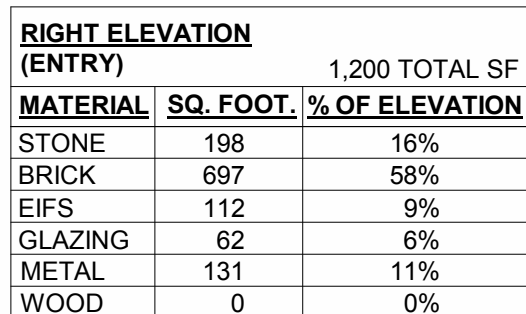 RIGHT ELEVATION
(ENTRY) 1,200 TOTAL SF
MATERIAL SQ. FOOT. % OF ELEVATION
STONE 198 16%
BRICK 697 58%
EIFS 112 9%
GLAZING 62 6%
METAL 131 11%
WOOD 0 0%